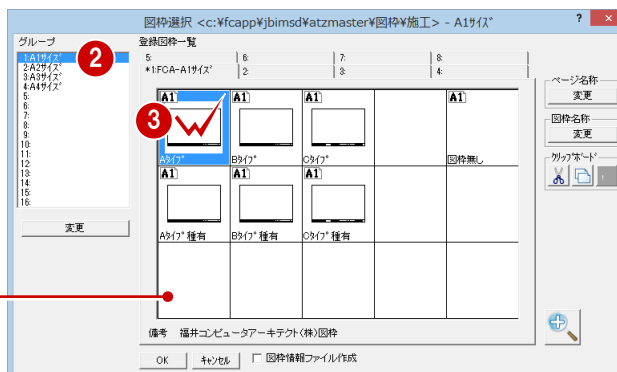 図枠選択 <c:¥fcapp¥jbimsd¥atzmaster¥図枠¥施工> - A1ｻｲｽﾞ
? ×
グループ
1:A1サイズ
2:A2サイズ
3:A3サイズ
4:A4サイズ
5:
6:
7:
8:
9:
10:
11:
12:
13:
14:
15:
16:
変更
2
登録図枠一覧
5: 6: 7: 8:
*1:FCA-A1サイズ 2: 3: 4:
3
A1 A1 A1 A1
Aタイプ Bタイプ Cタイプ 図枠無し
A1 A1 A1
Aタイプ種有 Bタイプ種有 Cタイプ種有
備考 福井コンピュータアーキテクト(株)図枠
OK キャンセル 図枠情報ファイル作成
ページ名称
変更
図枠名称
変更
クリップボード